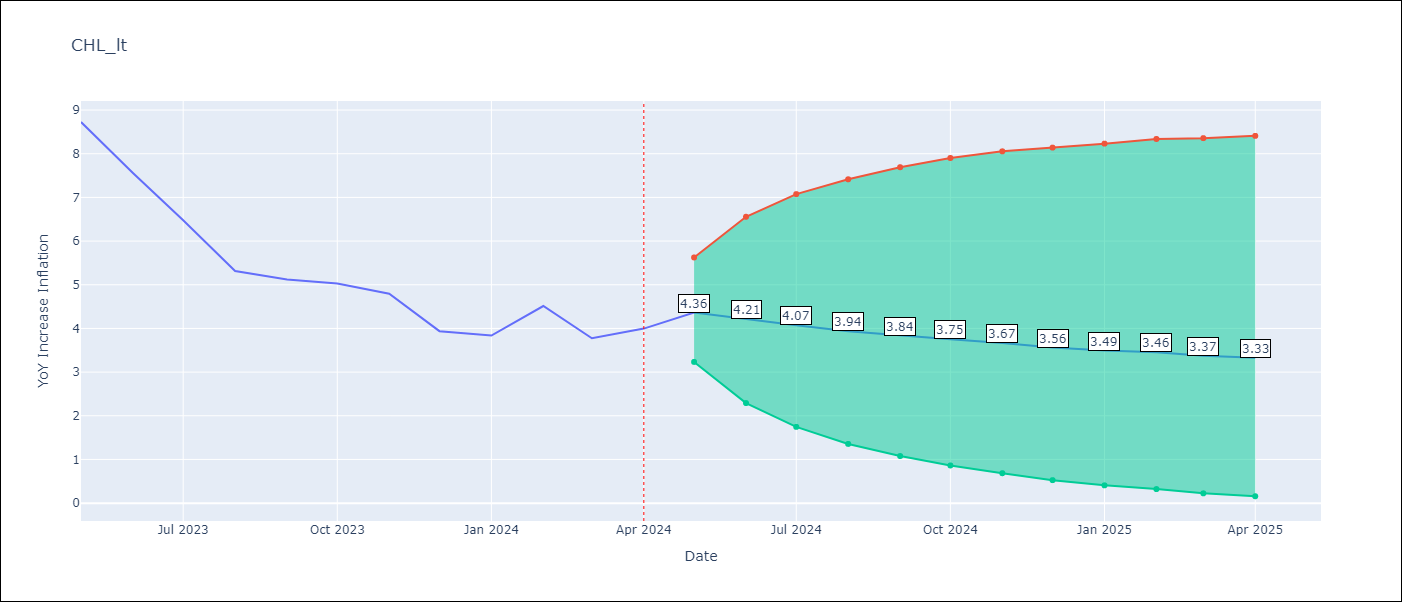 CHL_lt
9
8
7
6
5
4
3
2
1
0
YoY Increase Inflation
4.36
4.21
4.07
3.94
3.84
3.75
3.67
3.56
3.49
3.46
3.37
3.33
Jul 2023
Oct 2023
Jan 2024
Apr 2024
Jul 2024
Oct 2024
Jan 2025
Apr 2025
Date